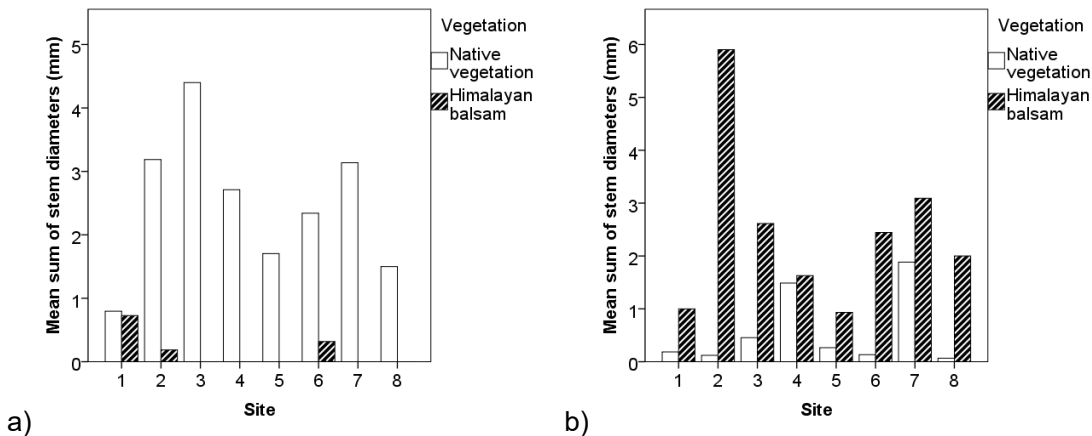 Mean sum of stem diameters (mm)
5
4
3
2
1
0
1 2 3 4 5 6 7 8
Site
Vegetation
Native
vegetation
Himalayan
balsam
a)
Mean sum of stem diameters (mm)
6
5
4
3
2
1
0
1 2 3 4 5 6 7 8
Site
Vegetation
Native
vegetation
Himalayan
balsam
b)